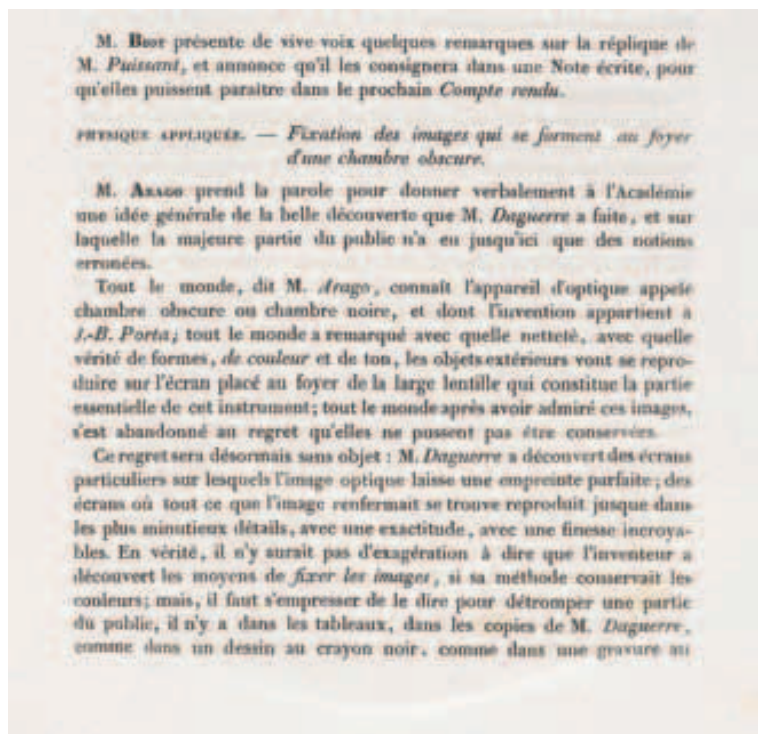 M. BIOT présente de vive voix quelques remarques sur la réplique de
M. Puissant, et annonce qu'il les consignera dans une Note écrite, pour
qu'elles puissent paraître dans le prochain Compte rendu.
PHYSIQUE APPLIQUÉE. — Fixation des images qui se forment au foyer
d'une chambre obscure.
M. ARAGO prend la parole pour donner verbalement à l'Académie
une idée générale de la belle découverte que M. Daguerre a faite, et sur
laquelle la majeure partie du public n'a eu jusqu'ici que des notions
erronées.
Tout le monde, dit M. Arago, connaît l'appareil d'optique appelé
chambre obscure ou chambre noire, et dont l'invention appartient à
J.-B. Porta; tout le monde a remarqué avec quelle netteté, avec quelle
vérité de formes, de couleur et de ton, les objets extérieurs vont se repro-
duire sur l'écran placé au foyer de la large lentille qui constitue la partie
essentielle de cet instrument; tout le monde après avoir admiré ces images,
s'est abandonné au regret qu'elles ne pussent pas être conservées.
Ce regret sera désormais sans objet : M. Daguerre a découvert des écrans
particuliers sur lesquels l'image optique laisse une empreinte parfaite; des
écrans où tout ce que l'image renfermait se trouve reproduit jusque dans
les plus minutieux détails, avec une exactitude, avec une finesse incroya-
bles. En vérité, il n'y aurait pas d'exagération à dire que l'inventeur a
découvert les moyens de fixer les images, si sa méthode conservait les
couleurs; mais, il faut s'empresser de le dire pour détromper une partie
du public, il n'y a dans les tableaux, dans les copies de M. Daguerre,
comme dans un dessin au crayon noir, comme dans une gravure au